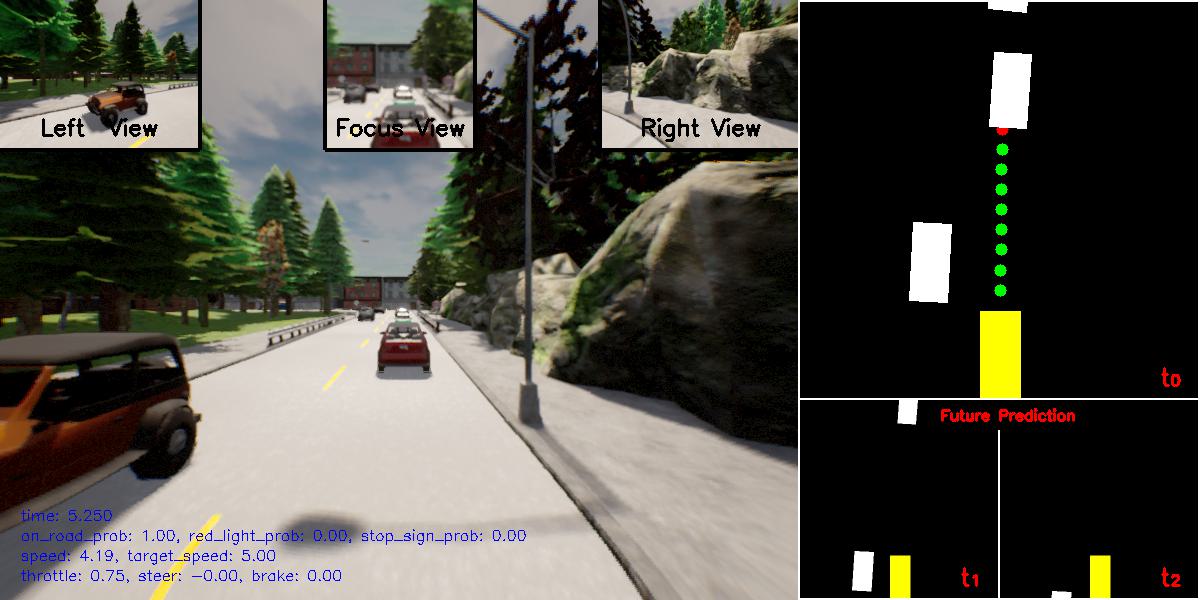 Left View
Focus View
Right View
t0
Future Prediction
t1
t2
time: 5.250
on_road_prob: 1.00, red_light_prob: 0.00, stop_sign_prob: 0.00
speed: 4.19, target_speed: 5.00
throttle: 0.75, steer: -0.00, brake: 0.00